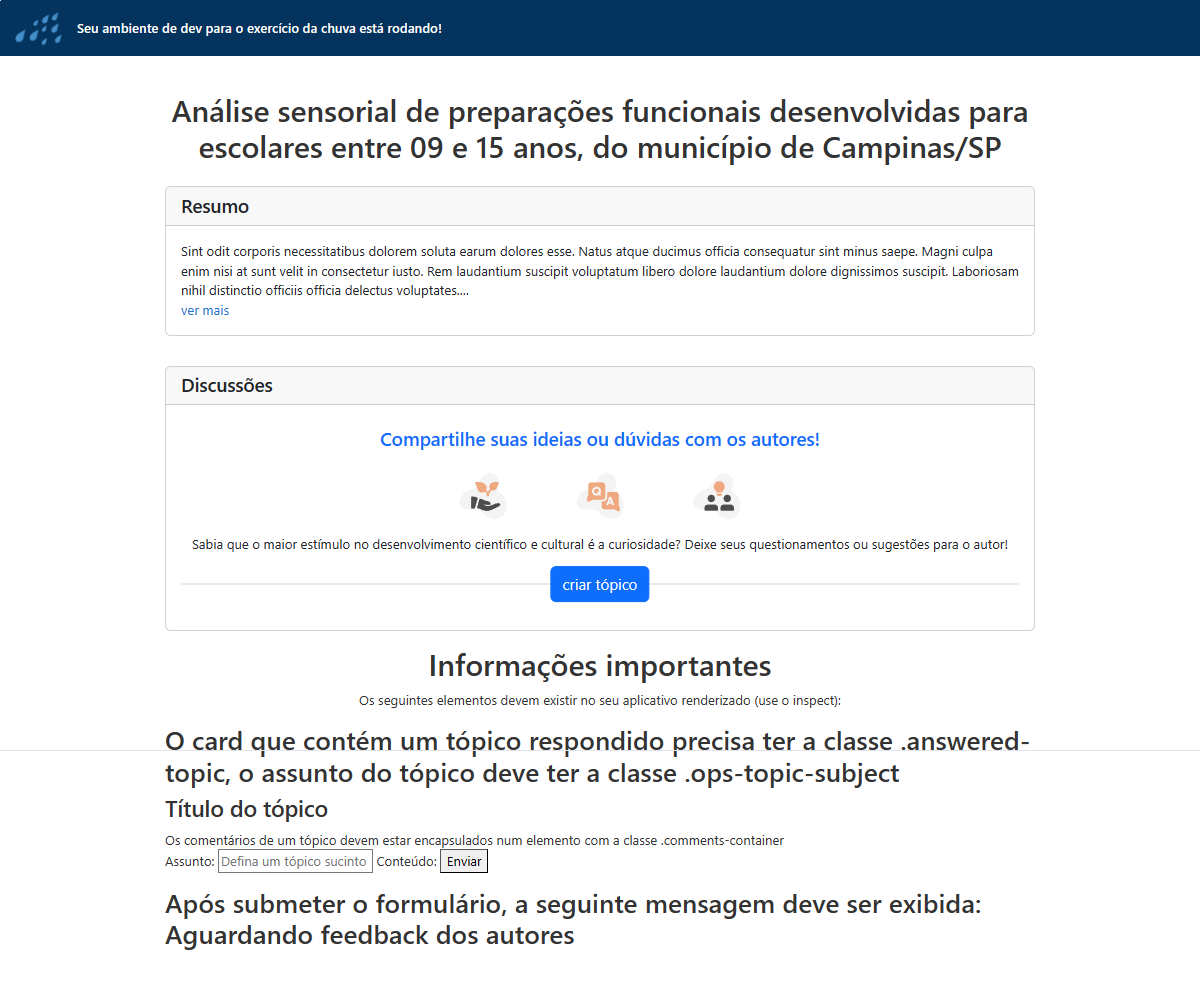 Seu ambiente de dev para o exercício da chuva está rodando!
Análise sensorial de preparações funcionais desenvolvidas para
escolares entre 09 e 15 anos, do município de Campinas/SP
Resumo
Sint odit corporis necessitatibus dolorem soluta earum dolores esse. Natus atque ducimus officia consequatur sint minus saepe. Magni culpa
enim nisi at sunt velit in consectetur iusto. Rem laudantium suscipit voluptatum libero dolore laudantium dolore dignissimos suscipit. Laboriosam
nihil distinctio officiis officia delectus voluptates....
ver mais
Discussões
Compartilhe suas ideias ou dúvidas com os autores!
Q
A
Sabia que o maior estímulo no desenvolvimento científico e cultural é a curiosidade? Deixe seus questionamentos ou sugestões para o autor!
criar tópico
Informações importantes
Os seguintes elementos devem existir no seu aplicativo renderizado (use o inspect):
O card que contém um tópico respondido precisa ter a classe .answered-
topic, o assunto do tópico deve ter a classe .ops-topic-subject
Título do tópico
Os comentários de um tópico devem estar encapsulados num elemento com a classe .comments-container
Assunto: Defina um tópico sucinto Conteúdo: Enviar
Após submeter o formulário, a seguinte mensagem deve ser exibida:
Aguardando feedback dos autores